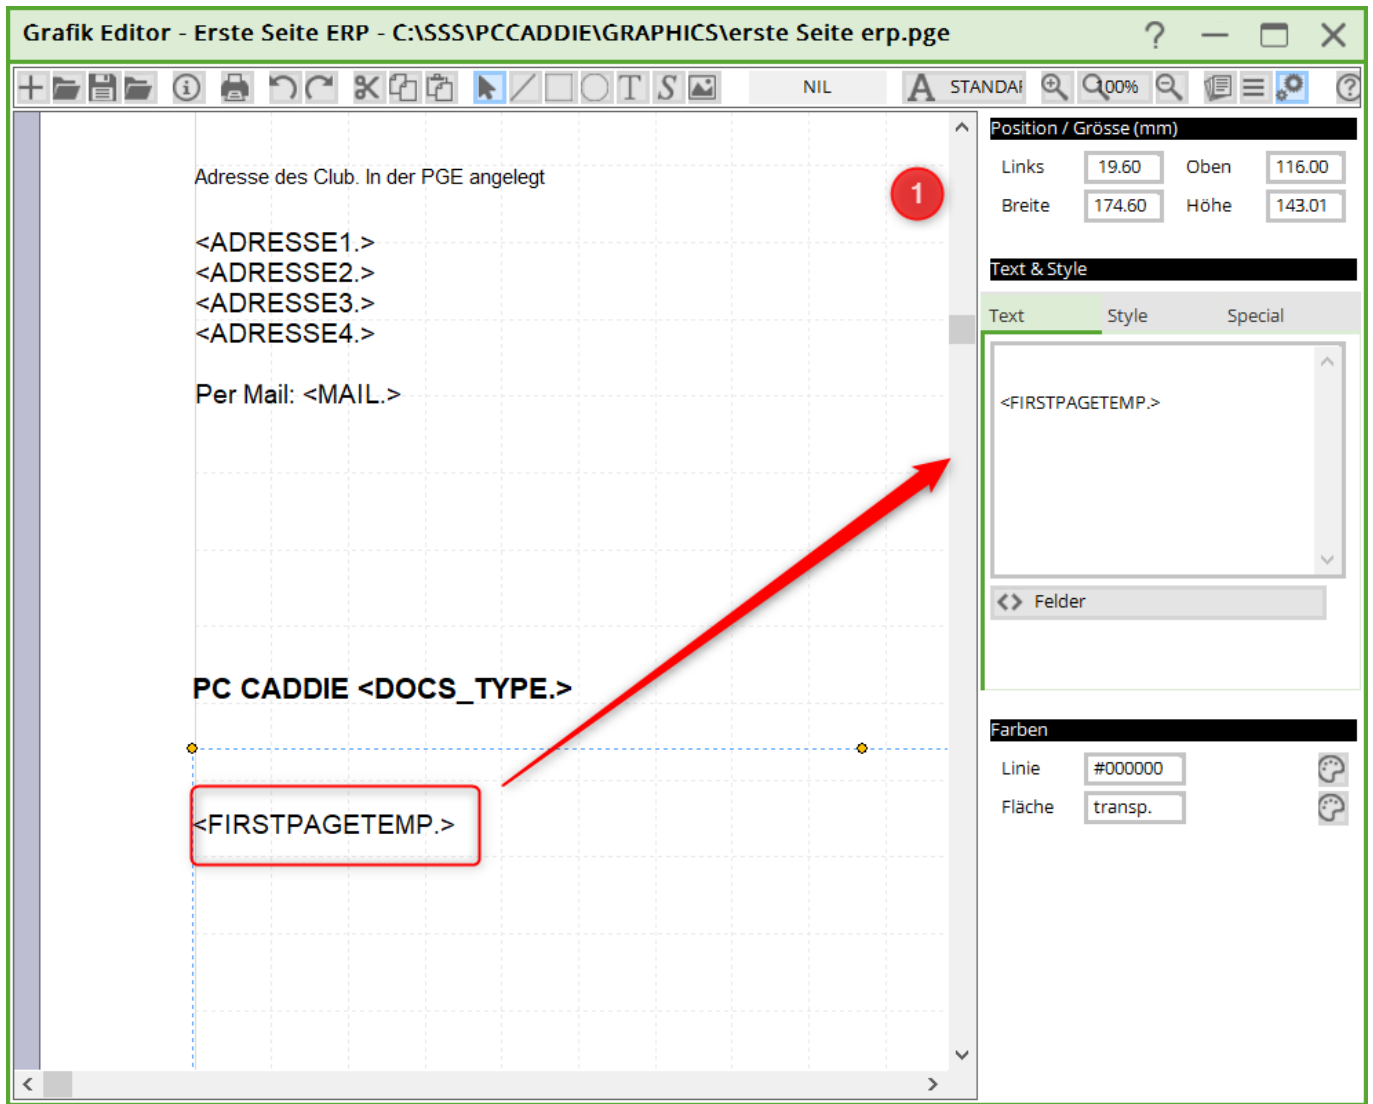 Grafik Editor - Erste Seite ERP - C:\SSS\PCCADDIE\GRAPHICS\erste Seite erp.pge
NIL
A STANDAR
100%
Adresse des Club. In der PGE angelegt
1
<ADRESSE1.>
<ADRESSE2.>
<ADRESSE3.>
<ADRESSE4.>
Per Mail: <MAIL.>
PC CADDIE <DOCS_TYPE.>
<FIRSTPAGETEMP.>
Position / Grösse (mm)
Links 19.60 Oben 116.00
Breite 174.60 Höhe 143.01
Text & Style
Text Style Special
<FIRSTPAGETEMP.>
<> Felder
Farben
Linie #000000
Fläche transp.